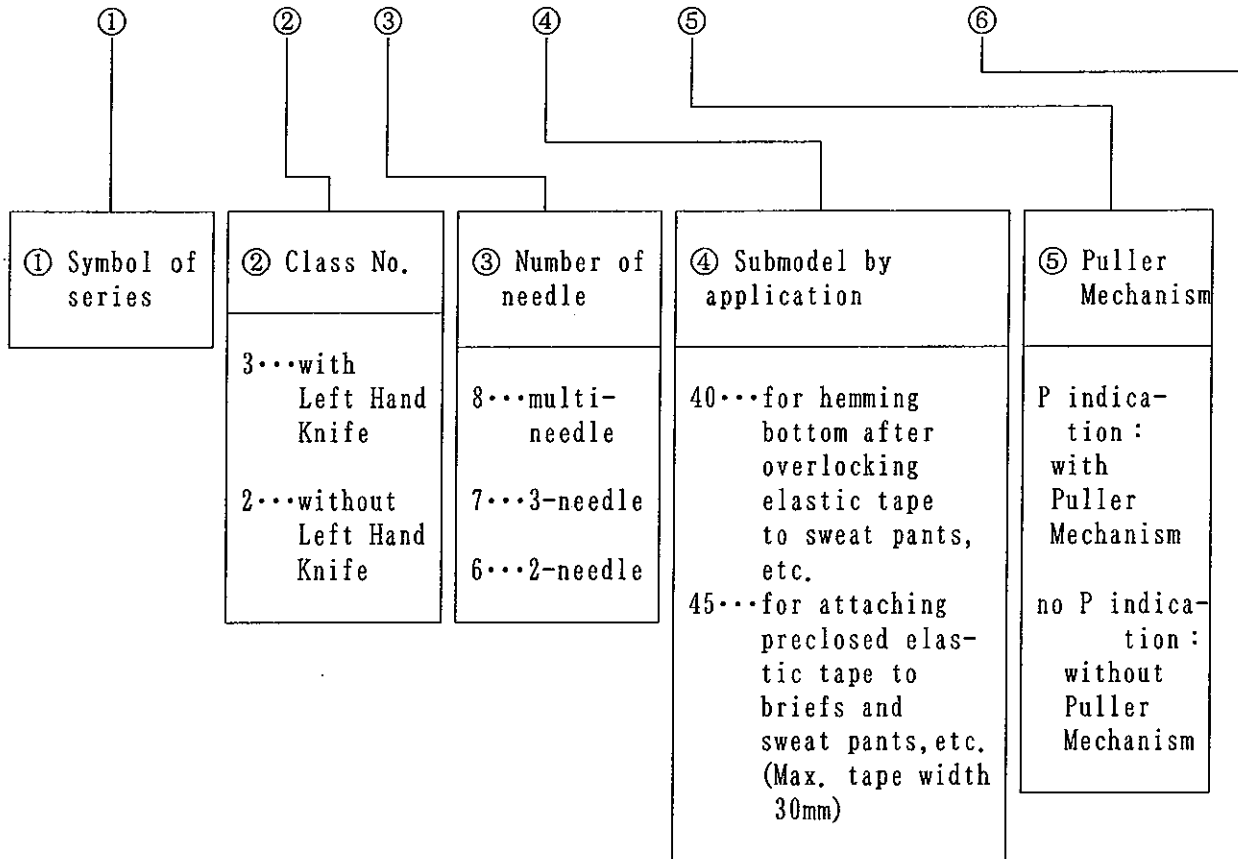 ① ② ③ ④ ⑤ ⑥
① Symbol of
series
② Class No.
3···with
Left Hand
Knife
2···without
Left Hand
Knife
③ Number of
needle
8···multi-
needle
7···3-needle
6···2-needle
④ Submodel by
application
40···for hemming
bottom after
overlocking
elastic tape
to sweat pants,
etc.
45···for attaching
preclosed elas-
tic tape to
briefs and
sweat pants, etc.
(Max. tape width
30mm)
⑤ Puller
Mechanism
P indica-
tion:
with
Puller
Mechanism
no P indica-
tion:
without
Puller
Mechanism